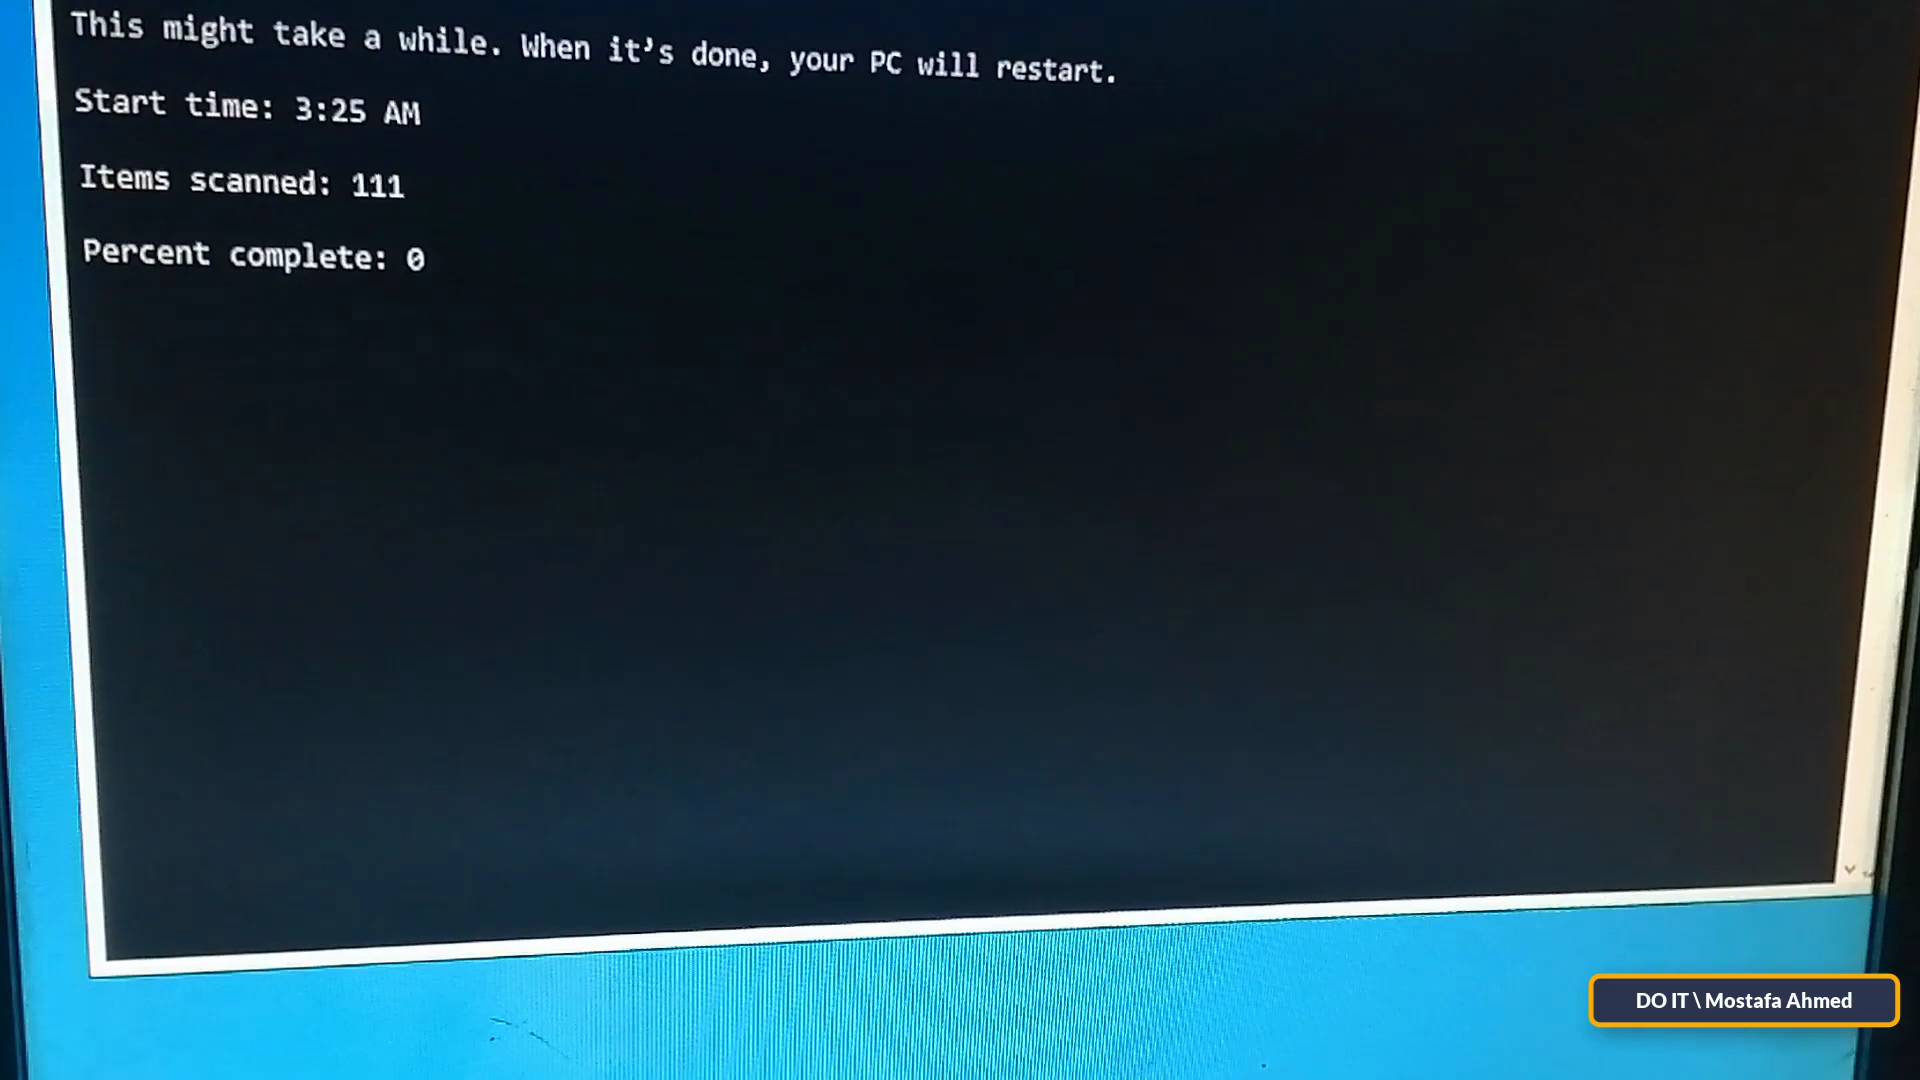 This might take a while. When it's done, your PC will restart.
Start time: 3:25 AM
Items scanned: 111
Percent complete: 0
DO IT \ Mostafa Ahmed